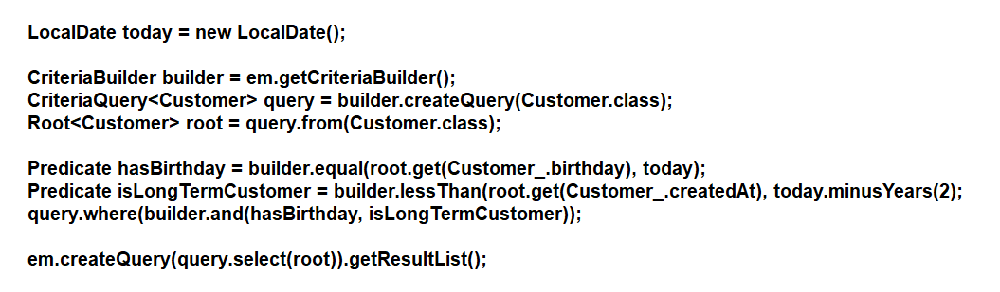 LocalDate today = new LocalDate();
CriteriaBuilder builder = em.getCriteriaBuilder();
CriteriaQuery<Customer> query = builder.createQuery(Customer.class);
Root<Customer> root = query.from(Customer.class);
Predicate hasBirthday = builder.equal(root.get(Customer_.birthday), today);
Predicate isLongTermCustomer = builder.lessThan(root.get(Customer_.createdAt), today.minusYears(2);
query.where(builder.and(hasBirthday, isLongTermCustomer));
em.createQuery(query.select(root)).getResultList();